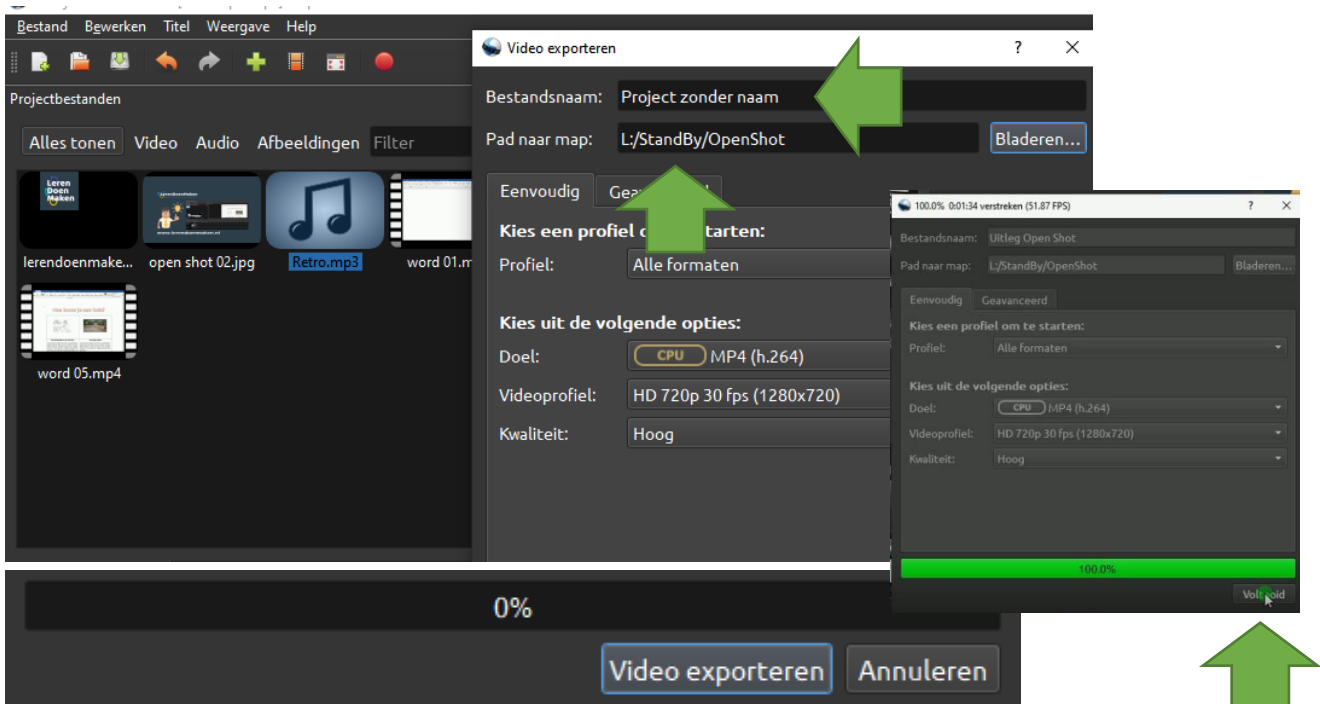 Bestand Bewerken Titel Weergave Help
Projectbestanden
Alles tonen Video Audio Afbeeldingen Filter
Leren
Doen
Maken
lerendoenmake... open shot 02.jpg Retro.mp3 word 01.m
word 05.mp4
Video exporteren ? ×
Bestandsnaam: Project zonder naam
Pad naar map: L:/StandBy/OpenShot Bladeren...
Eenvoudig
Kies een profiel tarten:
Profiel: Alle formaten
Kies uit de volgende opties:
Doel: CPU MP4 (h.264)
Videoprofiel: HD 720p 30 fps (1280x720)
Kwaliteit: Hoog
100.0% 0:01:34 verstreken (51.87 FPS) ? ×
Bestandsnaam: Uitleg Open Shot
Pad naar map: L:/StandBy/OpenShot Bladeren...
Eenvoudig Geavanceerd
Kies een profiel om te starten:
Profiel: Alle formaten
Kies uit de volgende opties:
Doel: CPU MP4 (h.264)
Videoprofiel: HD 720p 30 fps (1280x720)
Kwaliteit: Hoog
100.0%
Voltooid
0%
Video exporteren Annuleren